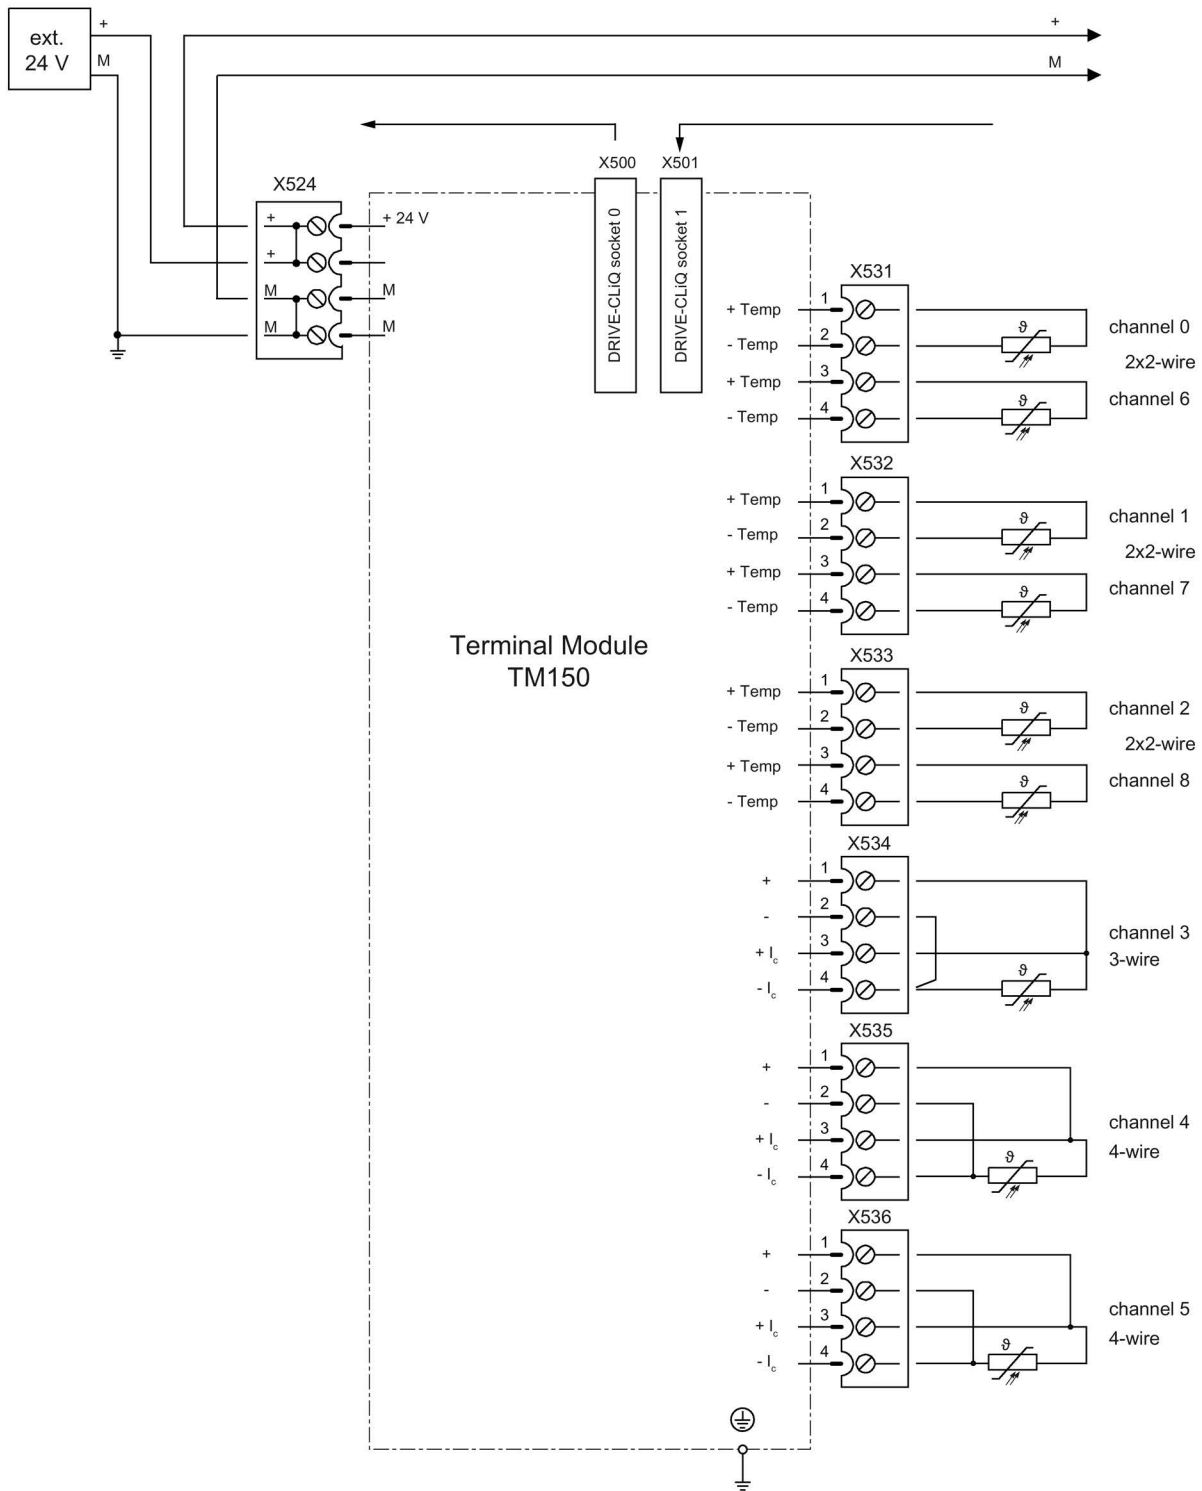 +
ext.
24 V
M
+
M
X500
X501
X524
+
+
M
M
+ 24 V
M
M
DRIVE-CLiQ socket 0
DRIVE-CLiQ socket 1
Terminal Module
TM150
X531
+ Temp 1
- Temp 2
+ Temp 3
- Temp 4
ϑ
ϑ
channel 0
2x2-wire
channel 6
X532
+ Temp 1
- Temp 2
+ Temp 3
- Temp 4
ϑ
ϑ
channel 1
2x2-wire
channel 7
X533
+ Temp 1
- Temp 2
+ Temp 3
- Temp 4
ϑ
ϑ
channel 2
2x2-wire
channel 8
X534
+ 1
- 2
+ Ic 3
- Ic 4
ϑ
channel 3
3-wire
X535
+ 1
- 2
+ Ic 3
- Ic 4
ϑ
channel 4
4-wire
X536
+ 1
- 2
+ Ic 3
- Ic 4
ϑ
channel 5
4-wire